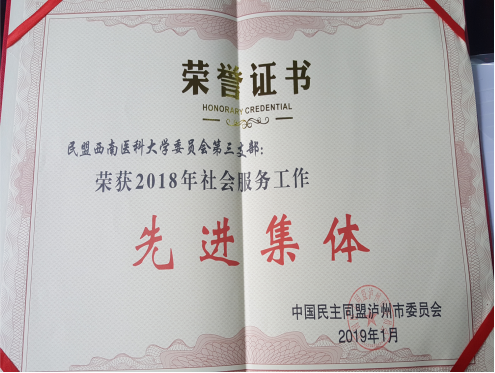 荣誉证书
HONORARY CREDENTIAL
民盟西南医科大学委员会第三支部：
荣获2018年社会服务工作
先进集体
中国民主同盟泸州市委员会
2019年1月